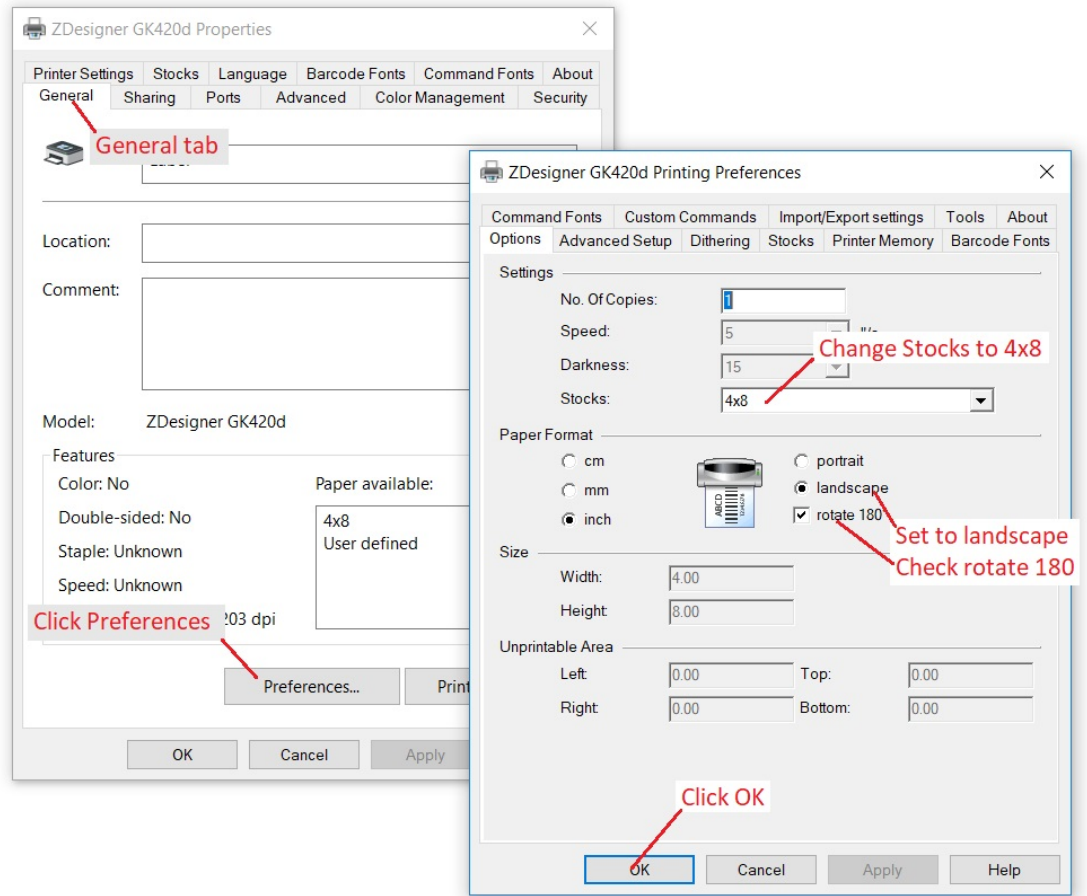 ZDesigner GK420d Properties
Printer Settings Stocks Language Barcode Fonts Command Fonts About
General Sharing Ports Advanced Color Management Security
General tab
Location:
Comment:
Model: ZDesigner GK420d
Features
Color: No
Double-sided: No
Staple: Unknown
Speed: Unknown
203 dpi
Paper available:
4x8
User defined
Click Preferences
Preferences...
Print
OK Cancel Apply
ZDesigner GK420d Printing Preferences
Command Fonts Custom Commands Import/Export settings Tools About
Options Advanced Setup Dithering Stocks Printer Memory Barcode Fonts
Settings
No. Of Copies: 1
Speed: 5
Darkness: 15
Change Stocks to 4x8
Stocks: 4x8
Paper Format
cm
mm
inch
ABCD
portrait
landscape
rotate 180
Set to landscape
Check rotate 180
Size
Width: 4.00
Height 8.00
Unprintable Area
Left 0.00 Top: 0.00
Right 0.00 Bottom: 0.00
Click OK
OK Cancel Apply Help